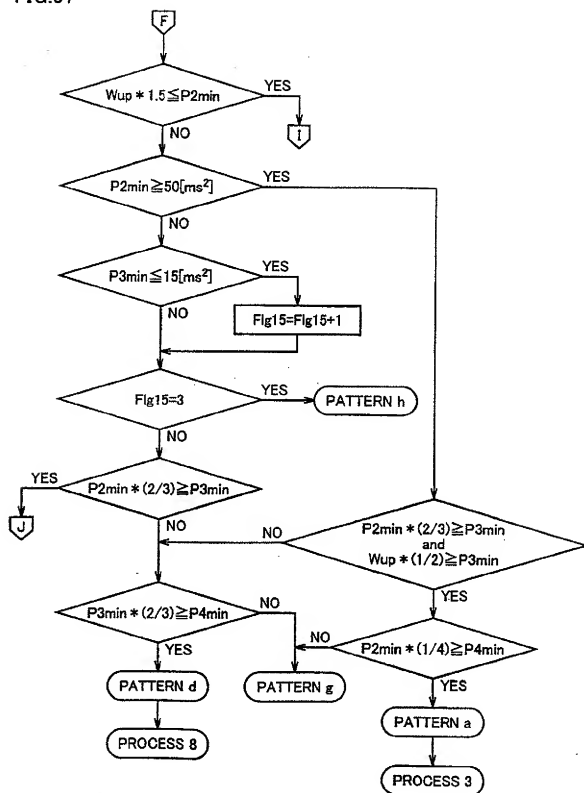 F
Wup * 1.5≦P2min
YES
I
NO
P2min≧50[ms²]
YES
NO
P3min≦15[ms²]
YES
NO
Flg15=Flg15+1
Flg15=3
YES
PATTERN h
NO
YES
P2min * (2/3)≧P3min
J
NO
NO
P2min * (2/3)≧P3min
and
Wup * (1/2)≧P3min
YES
P3min * (2/3)≧P4min
NO
YES
NO
P2min * (1/4)≧P4min
YES
PATTERN d
PATTERN g
PATTERN a
PROCESS 8
PROCESS 3